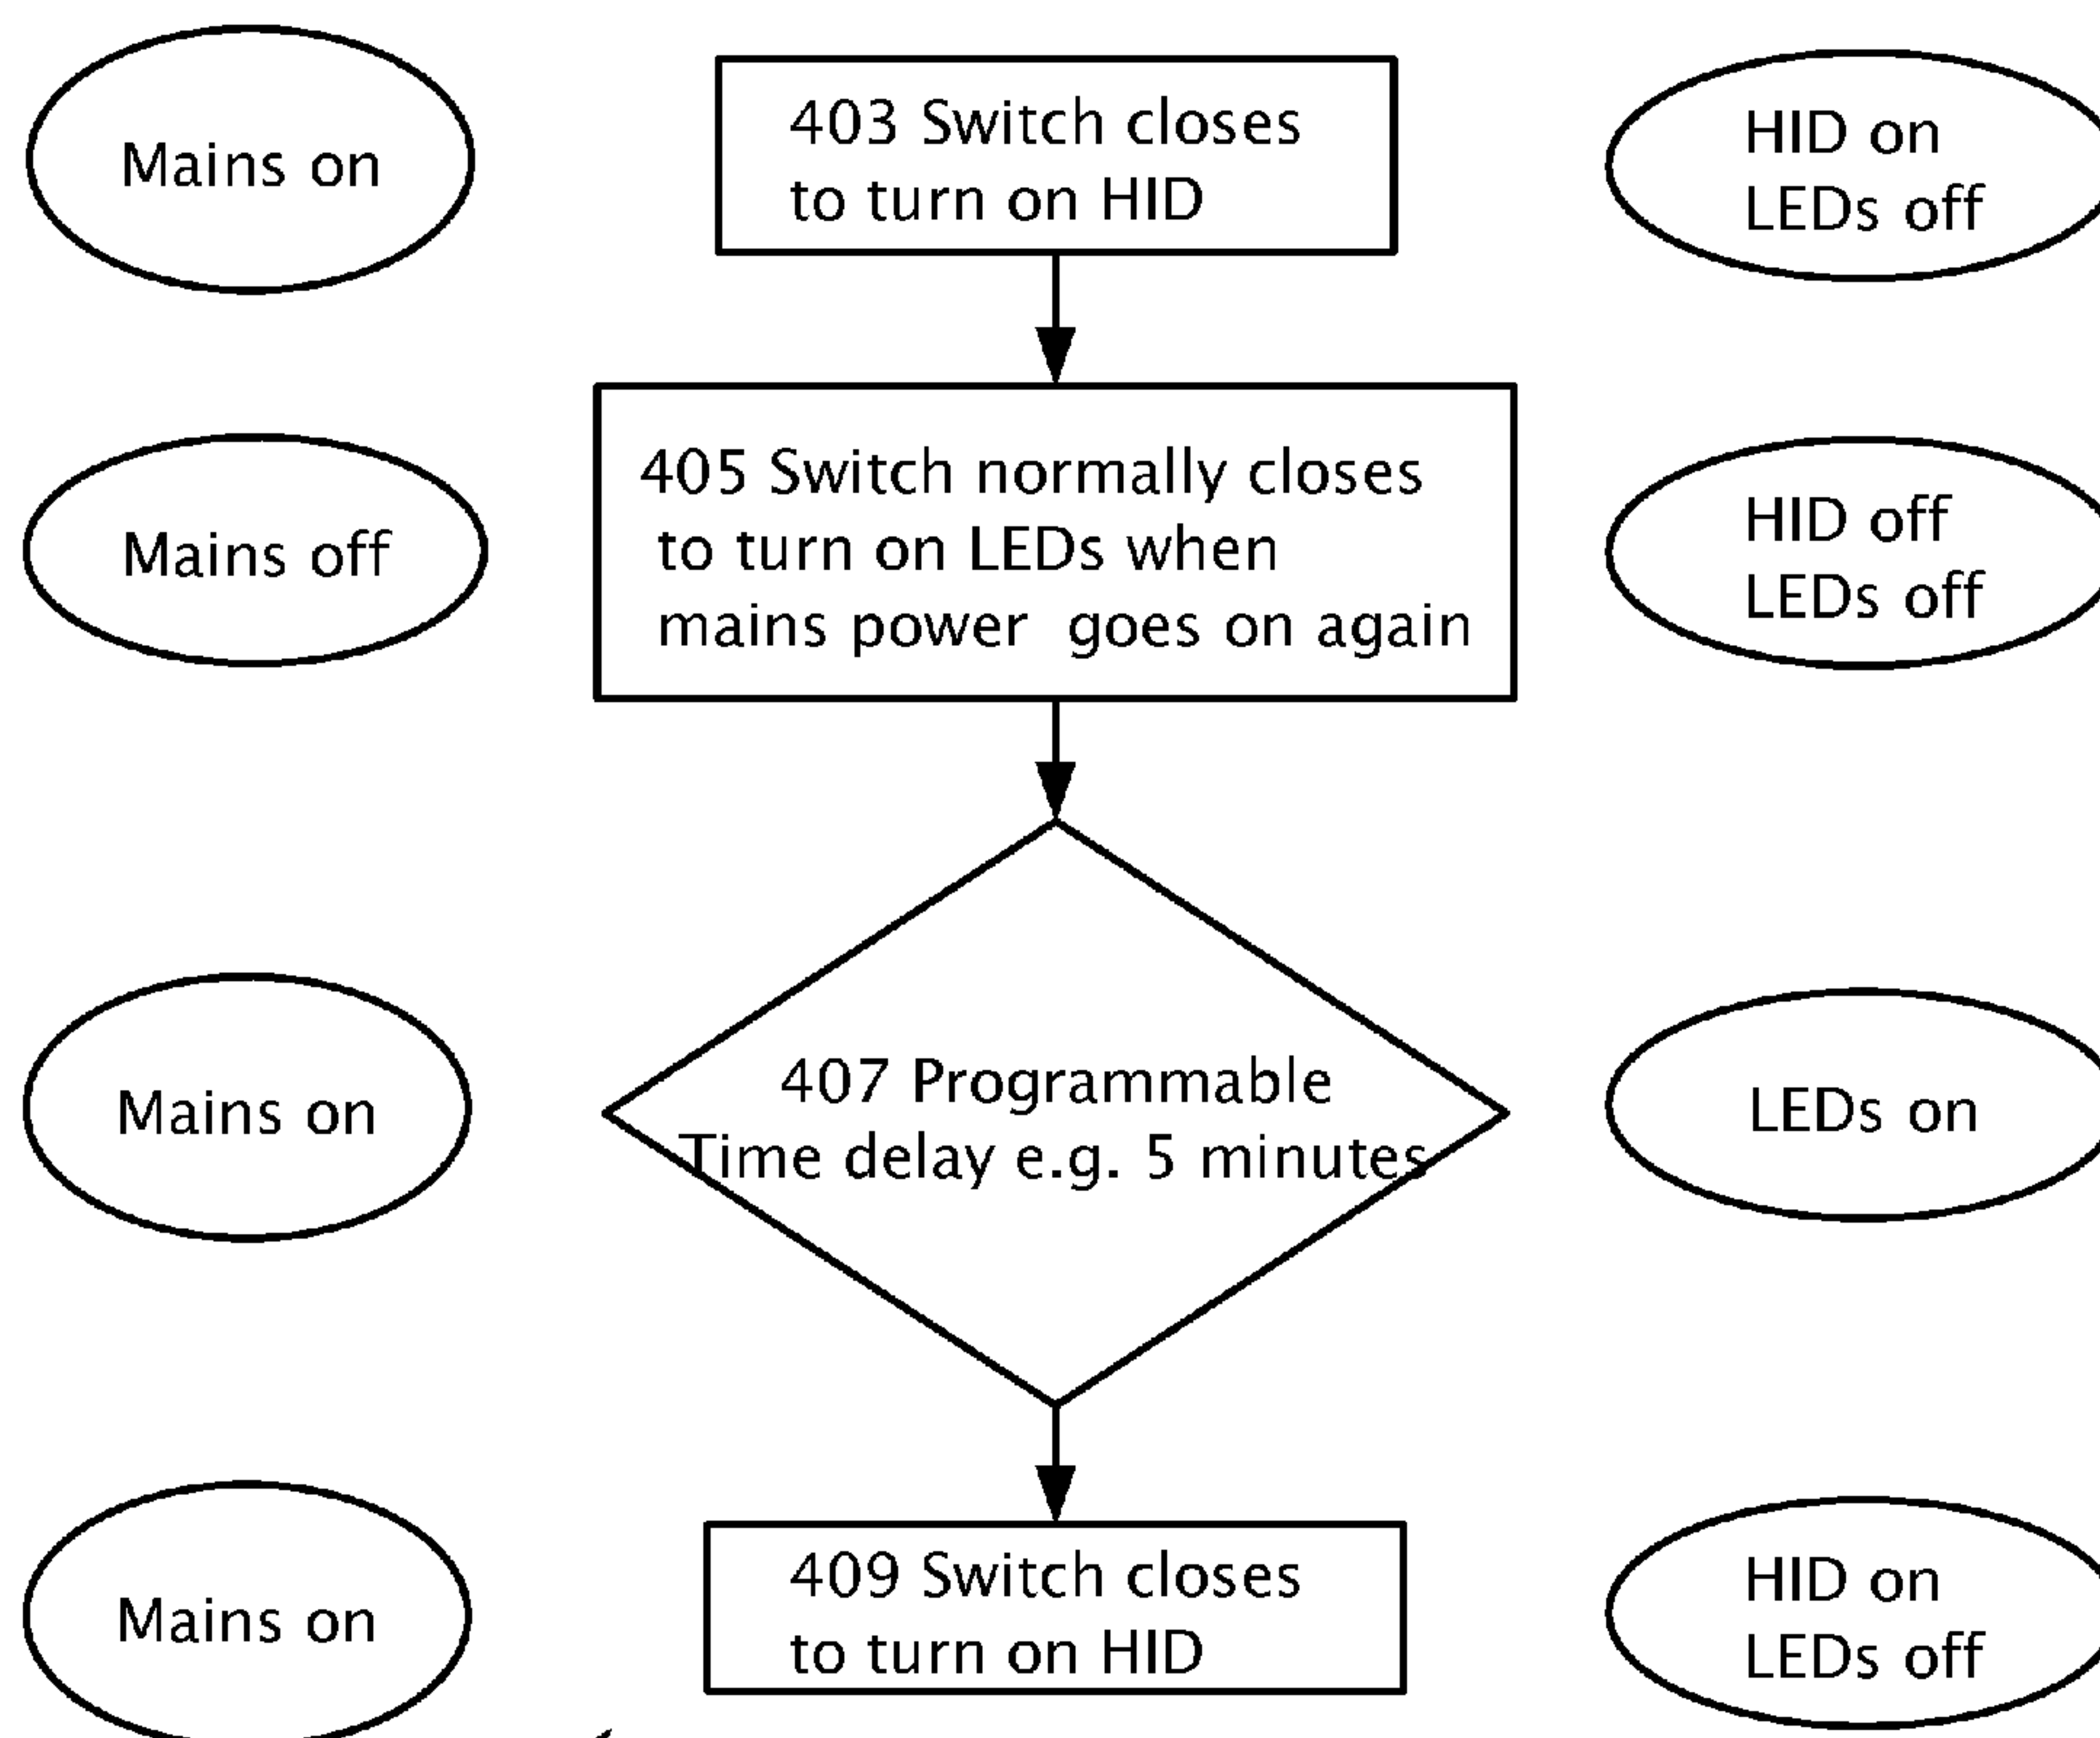 Mains on
403 Switch closes
to turn on HID
HID on
LEDs off
Mains off
405 Switch normally closes
to turn on LEDs when
mains power goes on again
HID off
LEDs off
Mains on
407 Programmable
Time delay e.g. 5 minutes
LEDs on
Mains on
409 Switch closes
to turn on HID
HID on
LEDs off